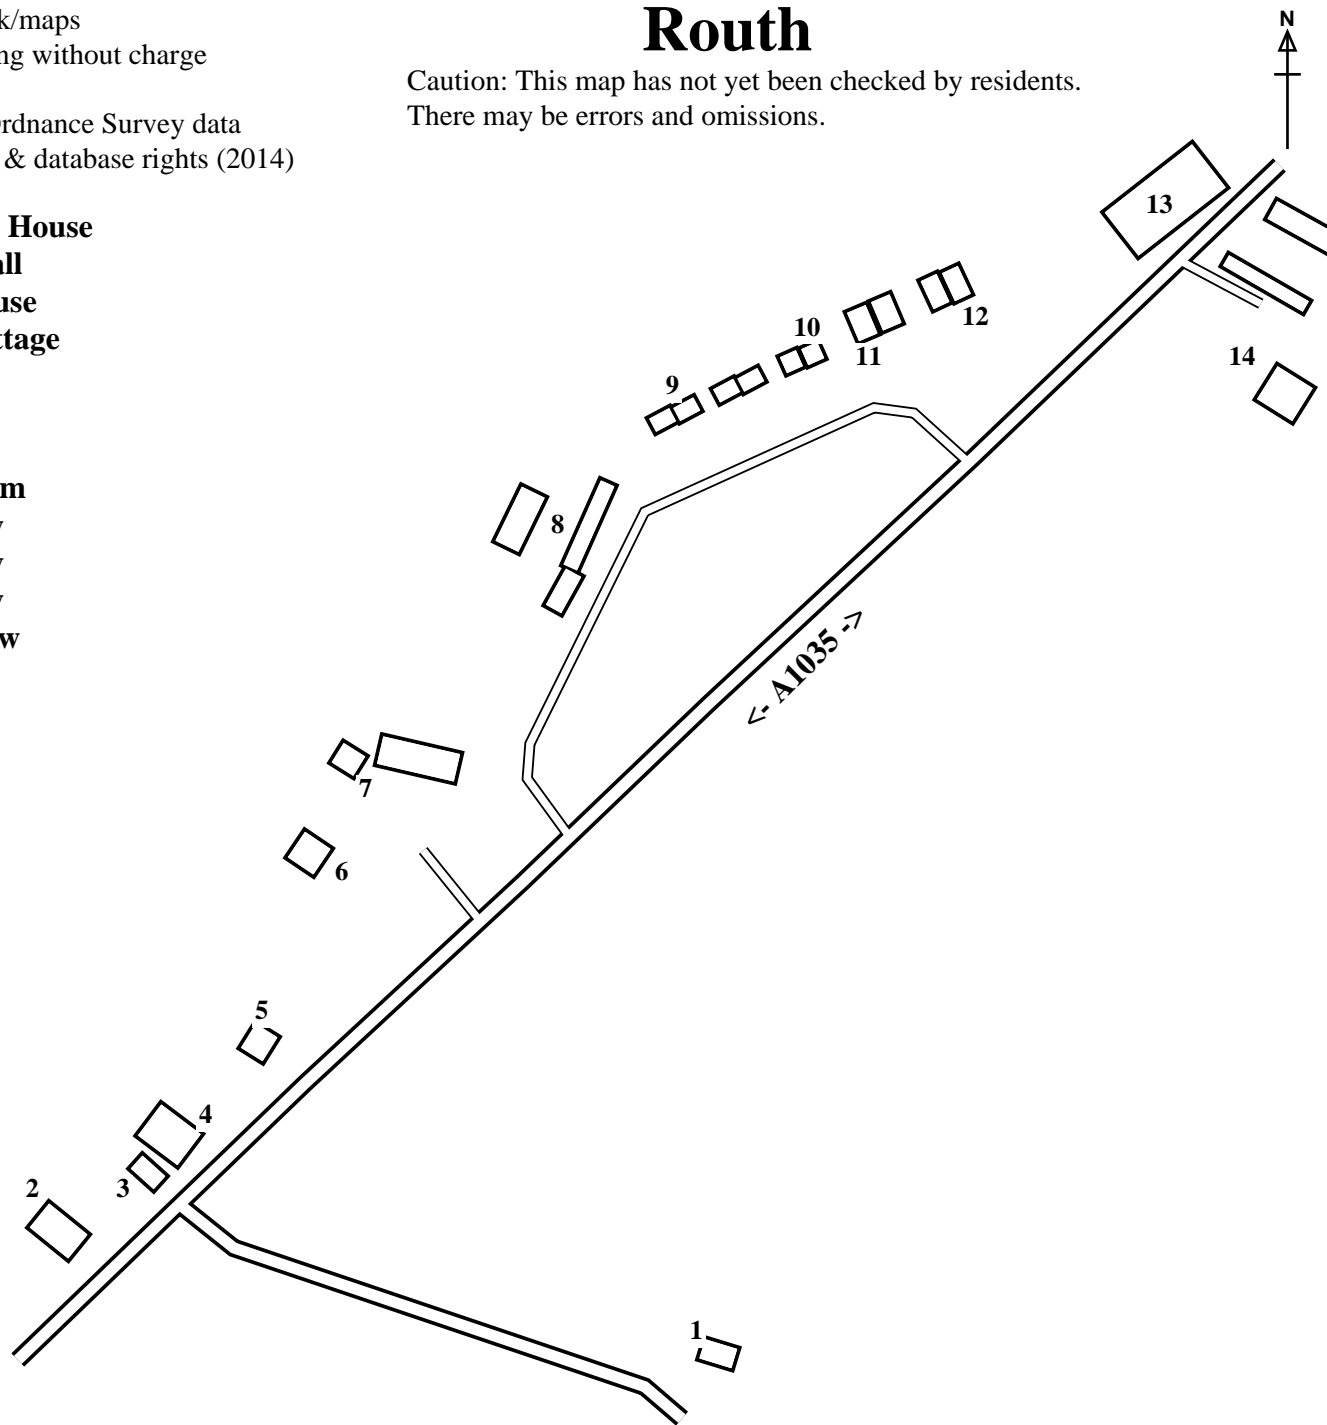 k/maps
ng without charge
Routh
N
Caution: This map has not yet been checked by residents.
There may be errors and omissions.
rdnance Survey data
& database rights (2014)
House
all
use
ttage
m
y
y
y
w
13
12
11
10
9
14
8
<- A1035 ->
7
6
5
4
3
2
1